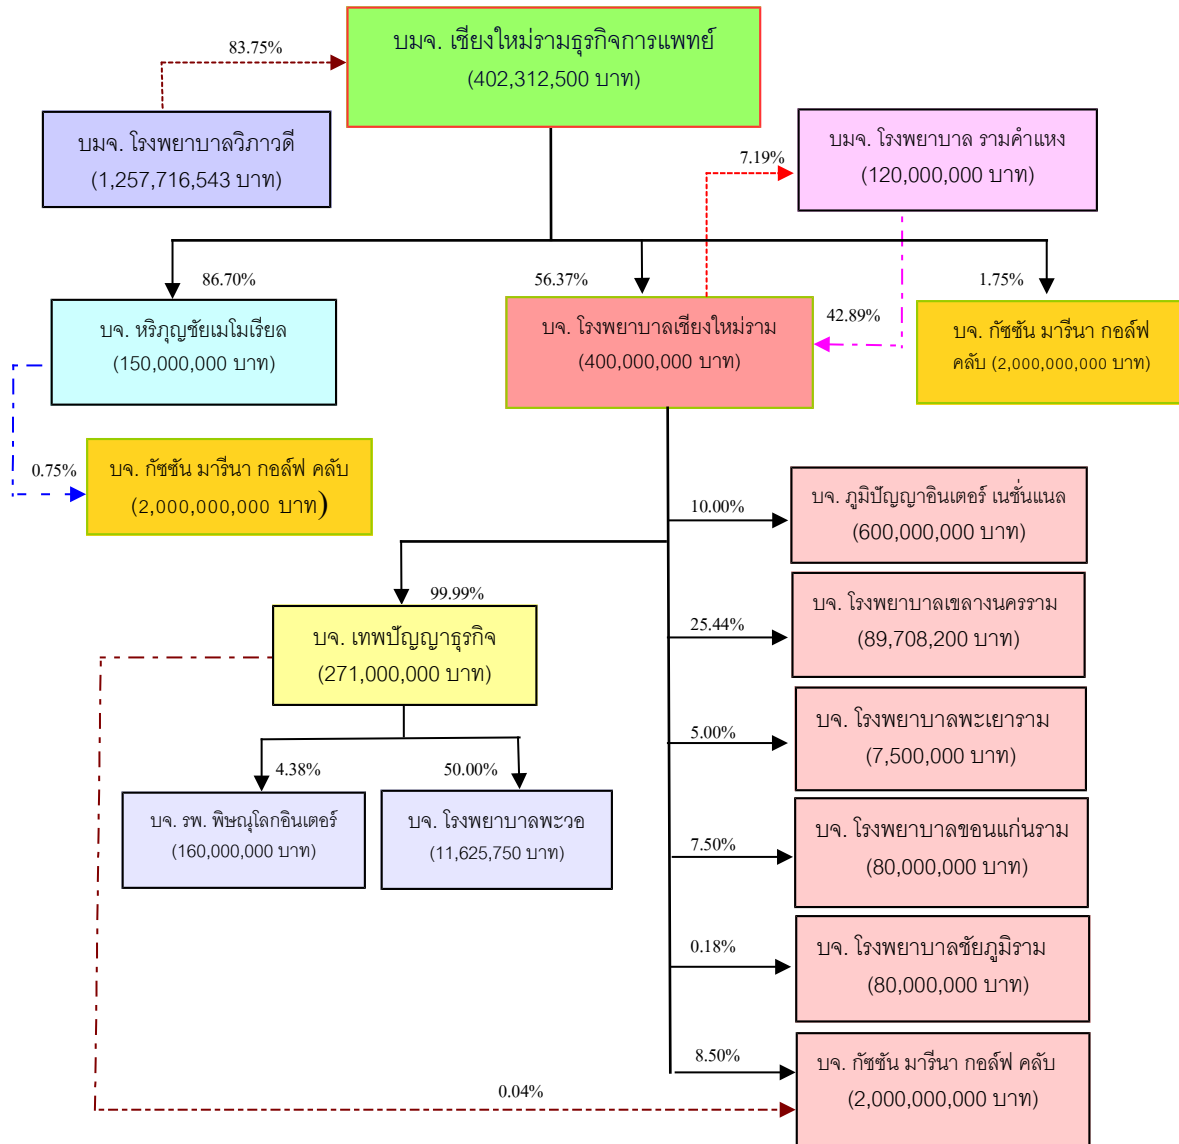 บมจ. เชียงใหม่รามธุรกิจการแพทย์
(402,312,500 บาท)
83.75%
บมจ. โรงพยาบาลวิภาวดี
(1,257,716,543 บาท)
บมจ. โรงพยาบาล รามคำแหง
(120,000,000 บาท)
7.19%
86.70%
56.37%
1.75%
บจ. หริภุญชัยเมโมเรียล
(150,000,000 บาท)
บจ. โรงพยาบาลเชียงใหม่ราม
(400,000,000 บาท)
42.89%
บจ. กัซซัน มารีนา กอล์ฟ
คลับ (2,000,000,000 บาท)
0.75%
บจ. กัซซัน มารีนา กอล์ฟ คลับ
(2,000,000,000 บาท)
10.00%
บจ. ภูมิปัญญาอินเตอร์ เนชั่นแนล
(600,000,000 บาท)
99.99%
บจ. เทพปัญญาธุรกิจ
(271,000,000 บาท)
25.44%
บจ. โรงพยาบาลเขลางนครราม
(89,708,200 บาท)
5.00%
บจ. โรงพยาบาลพะเยาราม
(7,500,000 บาท)
4.38%
50.00%
บจ. รพ. พิษณุโลกอินเตอร์
(160,000,000 บาท)
บจ. โรงพยาบาลพะวอ
(11,625,750 บาท)
7.50%
บจ. โรงพยาบาลขอนแก่นราม
(80,000,000 บาท)
0.18%
บจ. โรงพยาบาลชัยภูมิราม
(80,000,000 บาท)
8.50%
บจ. กัซซัน มารีนา กอล์ฟ คลับ
(2,000,000,000 บาท)
0.04%